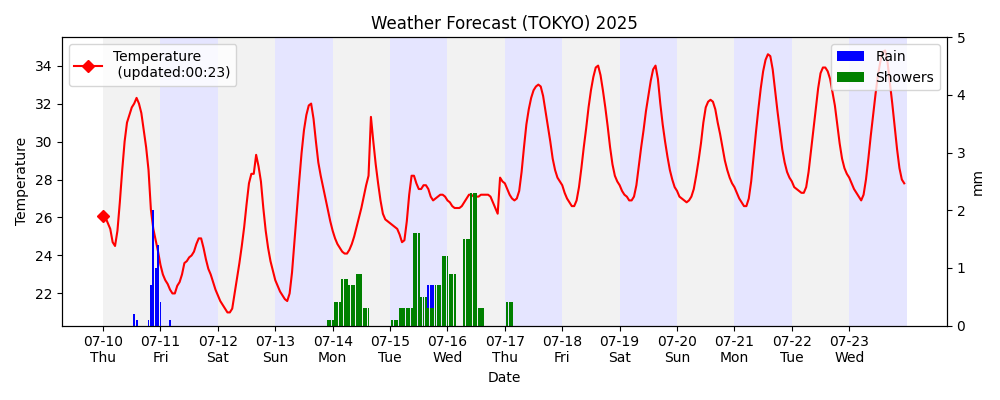 Weather Forecast (TOKYO) 2025
Temperature
(updated:00:23)
Rain
Showers
Temperature
34
32
30
28
26
24
22
5
4
3
2
1
0
mm
07-10 07-11 07-12 07-13 07-14 07-15 07-16 07-17 07-18 07-19 07-20 07-21 07-22 07-23
Thu Fri Sat Sun Mon Tue Wed Thu Fri Sat Sun Mon Tue Wed
Date